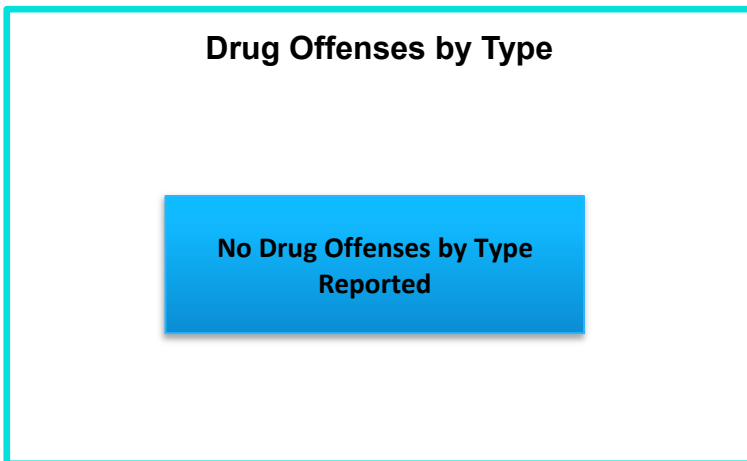 Drug Offenses by Type
No Drug Offenses by Type
Reported